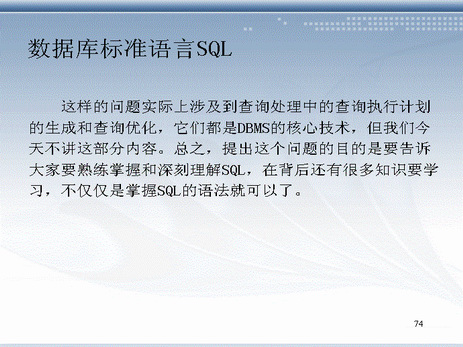 数据库标准语言SQL
这样的问题实际上涉及到查询处理中的查询执行计划
的生成和查询优化，它们都是DBMS的核心技术，但我们今
天不讲这部分内容。总之，提出这个问题的目的是要告诉
大家要熟练掌握和深刻理解SQL，在背后还有很多知识要学
习，不仅仅是掌握SQL的语法就可以了。
74